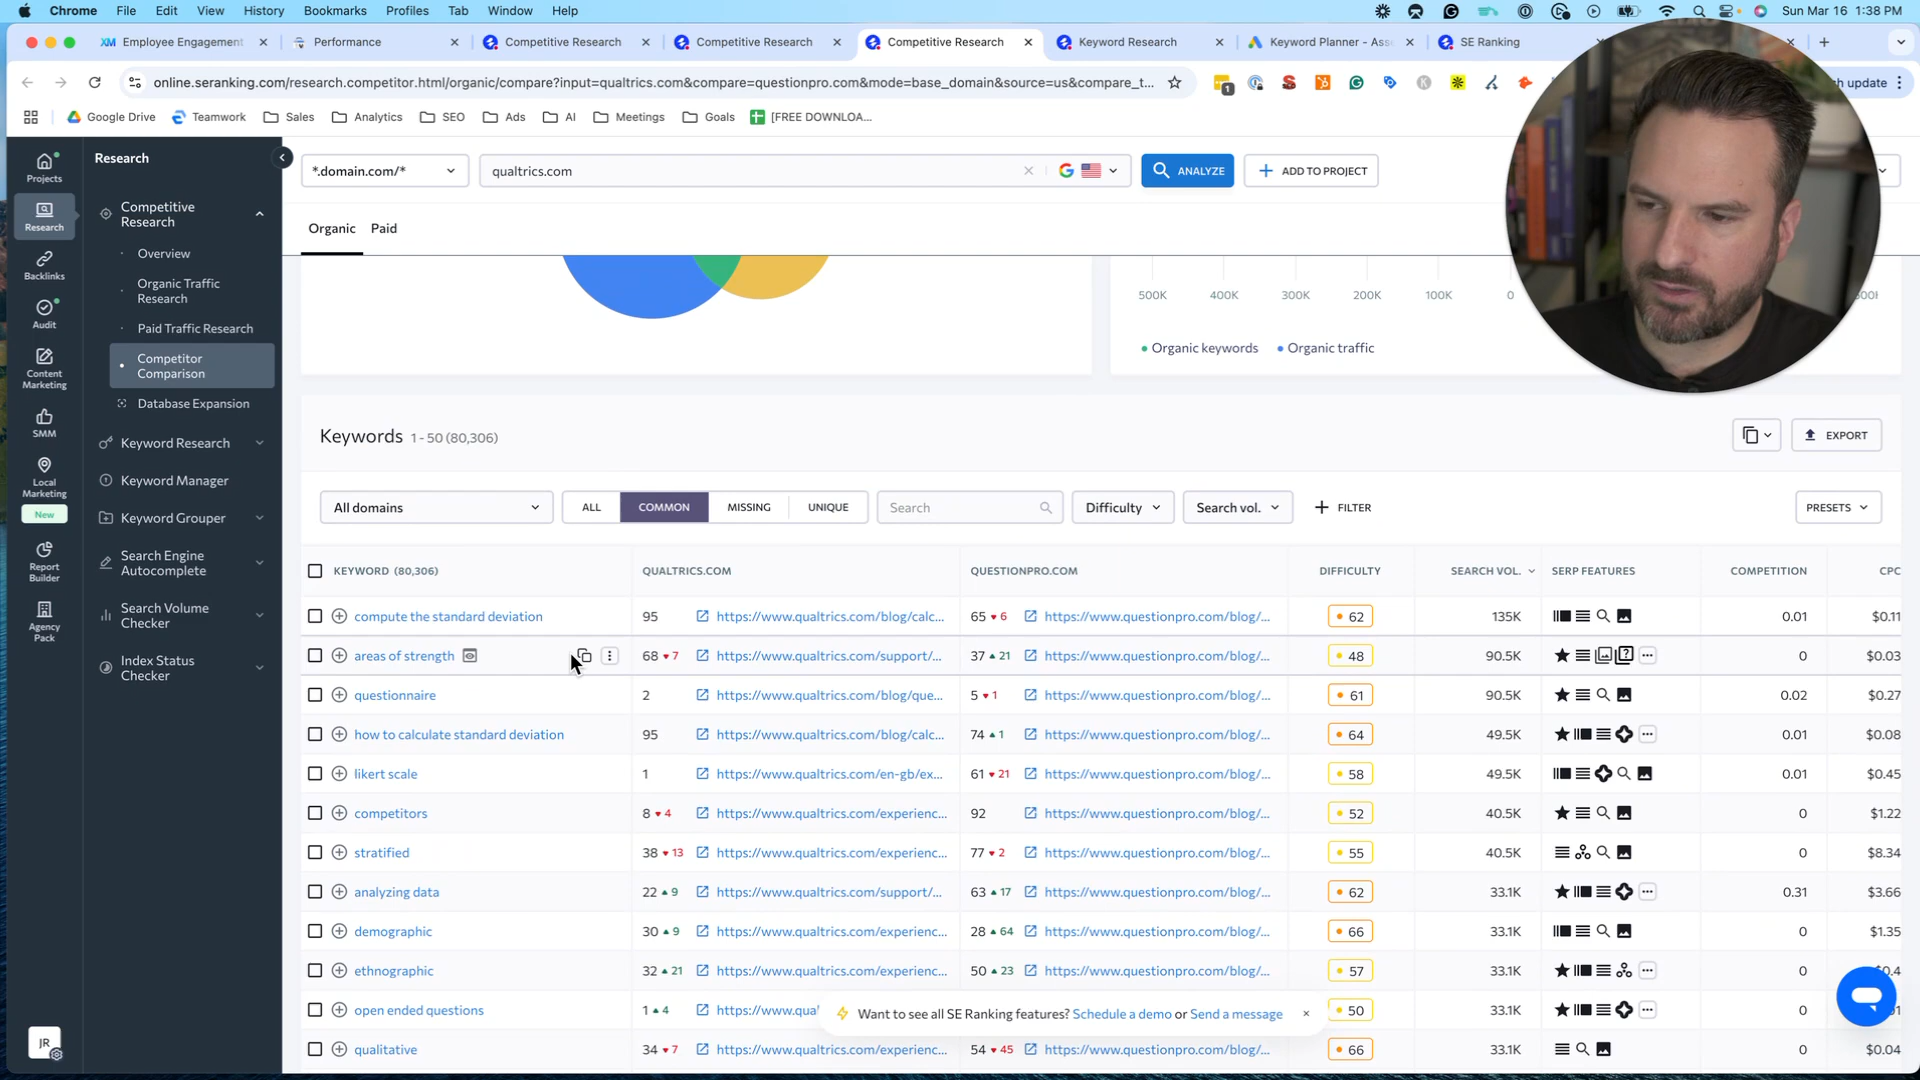 Chrome File Edit View History Bookmarks Profiles Tab Window Help Sun Mar 16 1:38 PM
Employee Engagement Performance Competitive Research Competitive Research Competitive Research Keyword Research Keyword Planner - Ass SE Ranking
online.seranking.com/research.competitor.html/organic/compare?input=qualtrics.com&compare=questionpro.com&mode=base_domain&source=us&compare_t... 1 h update
Google Drive Teamwork Sales Analytics SEO Ads AI Meetings Goals [FREE DOWNLOA...
Projects
Research
Backlinks
Audit
Content Marketing
SMM
Local Marketing
New
Report Builder
Agency Pack
JR
Research
Competitive Research
Overview
Organic Traffic Research
Paid Traffic Research
Competitor Comparison
Database Expansion
Keyword Research
Keyword Manager
Keyword Grouper
Search Engine Autocomplete
Search Volume Checker
Index Status Checker
*.domain.com/* qualtrics.com ANALYZE ADD TO PROJECT
Organic Paid
500K 400K 300K 200K 100K 0
Organic keywords Organic traffic
Keywords 1 - 50 (80,306) EXPORT
All domains ALL COMMON MISSING UNIQUE Search Difficulty Search vol. FILTER PRESETS
KEYWORD (80,306) QUALTRICS.COM QUESTIONPRO.COM DIFFICULTY SEARCH VOL. SERP FEATURES COMPETITION CPC
compute the standard deviation 95 https://www.qualtrics.com/blog/calc... 65 6 https://www.questionpro.com/blog/... 62 135K 0.01 $0.11
areas of strength 68 7 https://www.qualtrics.com/support/... 37 21 https://www.questionpro.com/blog/... 48 90.5K 0 $0.03
questionnaire 2 https://www.qualtrics.com/blog/que... 5 1 https://www.questionpro.com/blog/... 61 90.5K 0.02 $0.27
how to calculate standard deviation 95 https://www.qualtrics.com/blog/calc... 74 1 https://www.questionpro.com/blog/... 64 49.5K 0.01 $0.08
likert scale 1 https://www.qualtrics.com/en-gb/ex... 61 21 https://www.questionpro.com/blog/... 58 49.5K 0.01 $0.45
competitors 8 4 https://www.qualtrics.com/experienc... 92 https://www.questionpro.com/blog/... 52 40.5K 0 $1.22
stratified 38 13 https://www.qualtrics.com/experienc... 77 2 https://www.questionpro.com/blog/... 55 40.5K 0 $8.34
analyzing data 22 9 https://www.qualtrics.com/support/... 63 17 https://www.questionpro.com/blog/... 62 33.1K 0.31 $3.66
demographic 30 9 https://www.qualtrics.com/experienc... 28 64 https://www.questionpro.com/blog/... 66 33.1K 0 $1.35
ethnographic 32 21 https://www.qualtrics.com/experienc... 50 23 https://www.questionpro.com/blog/... 57 33.1K 0
open ended questions 1 4 https://www.qua 50 33.1K 0
Want to see all SE Ranking features? Schedule a demo or Send a message
qualitative 34 7 https://www.qualtrics.com/experienc... 54 45 https://www.questionpro.com/blog/... 66 33.1K 0 $0.04